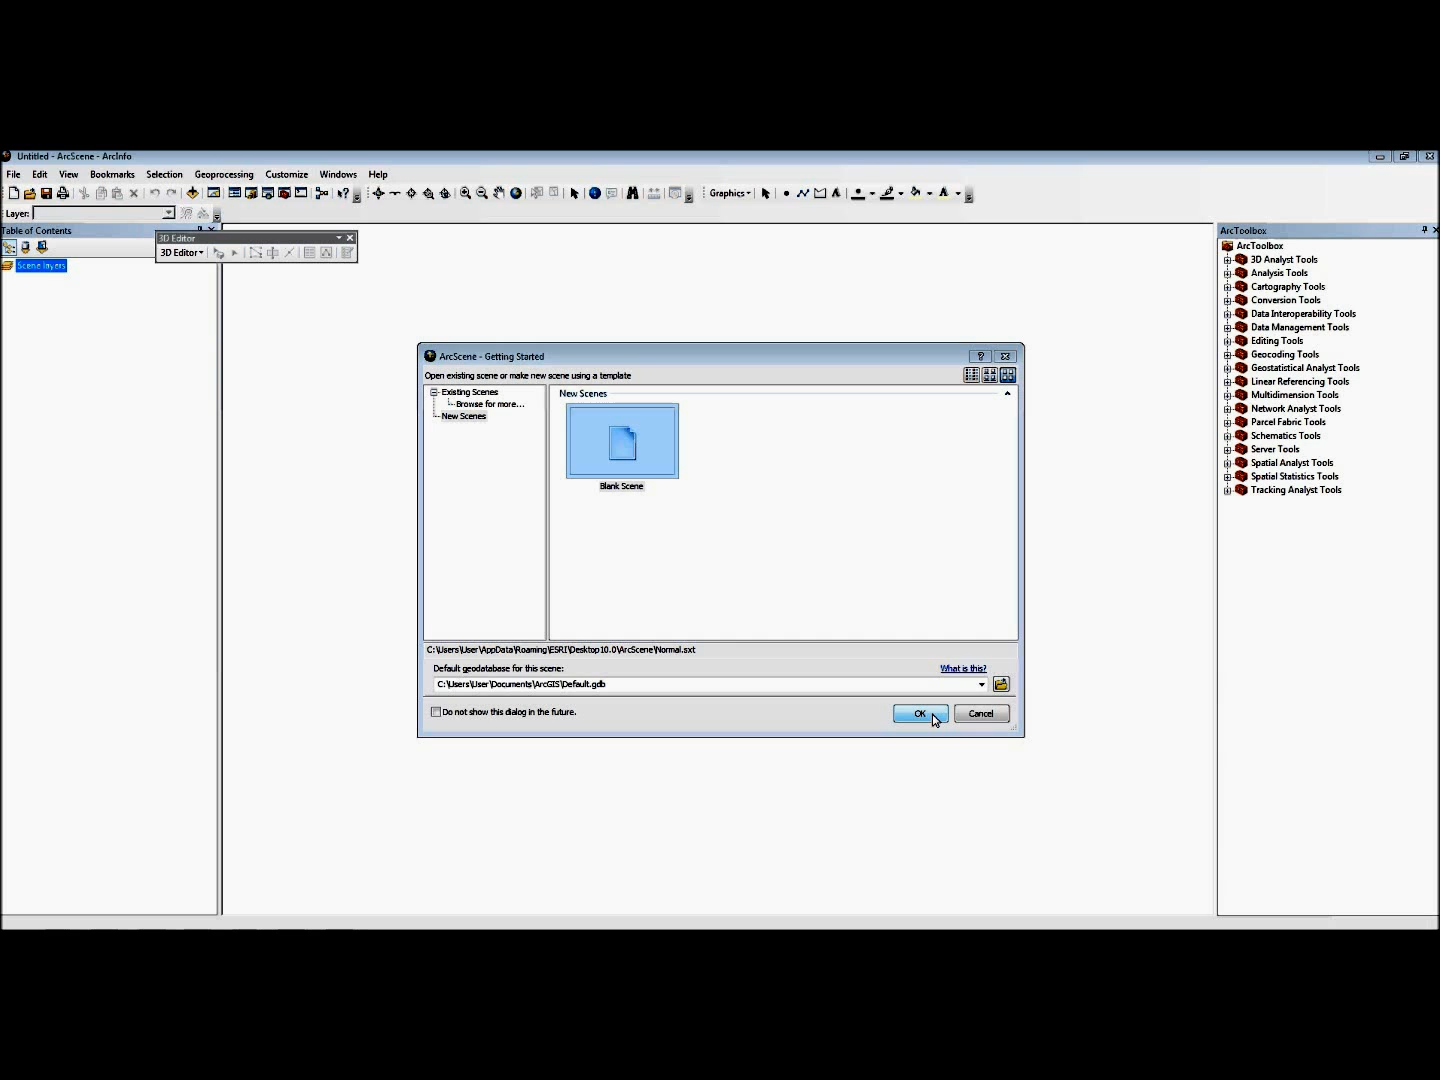 Untitled - ArcScene - ArcInfo
File Edit View Bookmarks Selection Geoprocessing Customize Windows Help
Graphics
Layer:
Table of Contents
3D Editor
3D Editor
Scene layers
ArcToolbox
ArcToolbox
3D Analyst Tools
Analysis Tools
Cartography Tools
Conversion Tools
Data Interoperability Tools
Data Management Tools
Editing Tools
Geocoding Tools
Geostatistical Analyst Tools
Linear Referencing Tools
Multidimension Tools
Network Analyst Tools
Parcel Fabric Tools
Schematics Tools
Server Tools
Spatial Analyst Tools
Spatial Statistics Tools
Tracking Analyst Tools
ArcScene - Getting Started
Open existing scene or make new scene using a template
Existing Scenes
Browse for more...
New Scenes
New Scenes
Blank Scene
C:\Users\User\AppData\Roaming\ESRI\Desktop10.0\ArcScene\Normal.sxt
Default geodatabase for this scene:
What is this?
C:\Users\User\Documents\ArcGIS\Default.gdb
Do not show this dialog in the future.
OK
Cancel